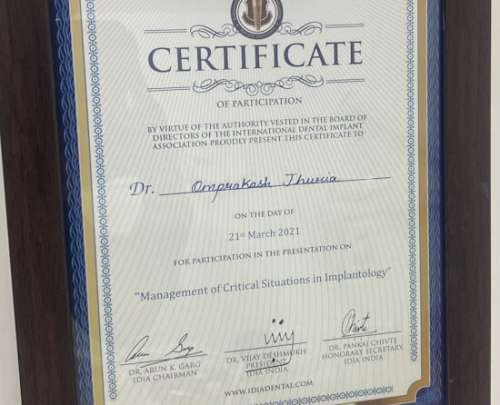 CERTIFICATE
OF PARTICIPATION
BY VIRTUE OF THE AUTHORITY VESTED IN THE BOARD OF
DIRECTORS OF THE INTERNATIONAL DENTAL IMPLANT
ASSOCIATION PROUDLY PRESENT THIS CERTIFICATE TO
Dr. Omprakash
ON THE DAY OF
21st March 2021
FOR PARTICIPATION IN THE PRESENTATION ON
"Management of Critical Situations in Implantology"
DR. ARUN K. GARG
IDIA CHAIRMAN
DR. VIJAY DESHMUKH
PRESIDENT
IDIA INDIA
DR. PANKAJ CHIVTE
HONORARY SECRETARY
IDIA INDIA
WWW.IDIADENTAL.COM